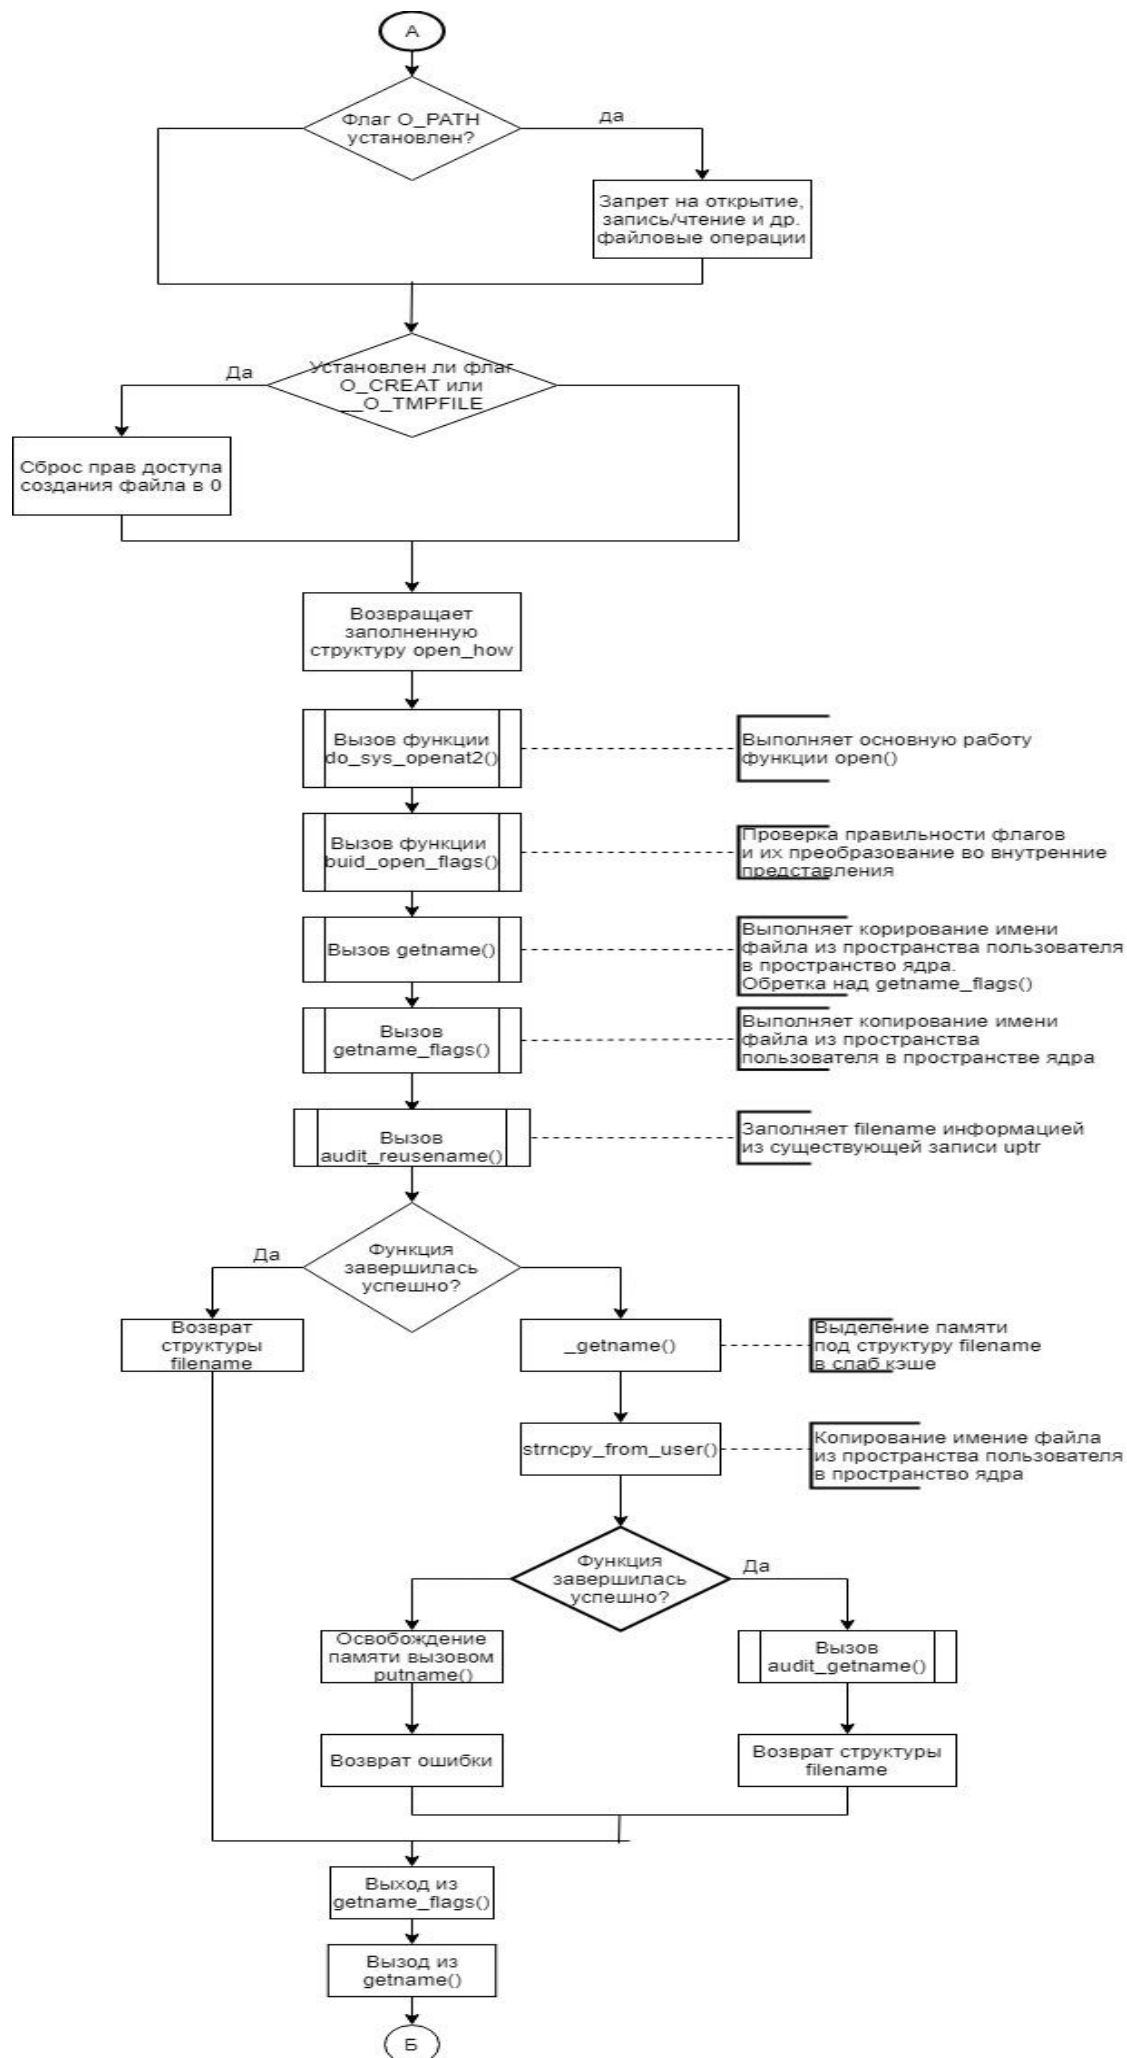 А
Флаг O_PATH
установлен?
да
Запрет на открытие,
запись/чтение и др.
файловые операции
Установлен ли флаг
O_CREAT или
__O_TMPFILE
Да
Сброс прав доступа
создания файла в 0
Возвращает
заполненную
структуру open_how
Вызов функции
do_sys_openat2()
Выполняет основную работу
функции open()
Вызов функции
buid_open_flags()
Проверка правильности флагов
и их преобразование во внутренние
представления
Вызов getname()
Выполняет корирование имени
файла из пространства пользователя
в пространство ядра.
Обретка над getname_flags()
Вызов
getname_flags()
Выполняет копирование имени
файла из пространства
пользователя в пространстве ядра
Вызов
audit_reusename()
Заполняет filename информацией
из существующей записи uptr
Функция
завершилась
успешно?
Да
Возврат
структуры
filename
_getname()
Выделение памяти
под структуру filename
в слаб кэше
strncpy_from_user()
Копирование имение файла
из пространства пользователя
в пространство ядра
Функция
завершилась
успешно?
Да
Освобождение
памяти вызовом
putname()
Вызов
audit_getname()
Возврат ошибки
Возврат структуры
filename
Выход из
getname_flags()
Вызод из
getname()
Б